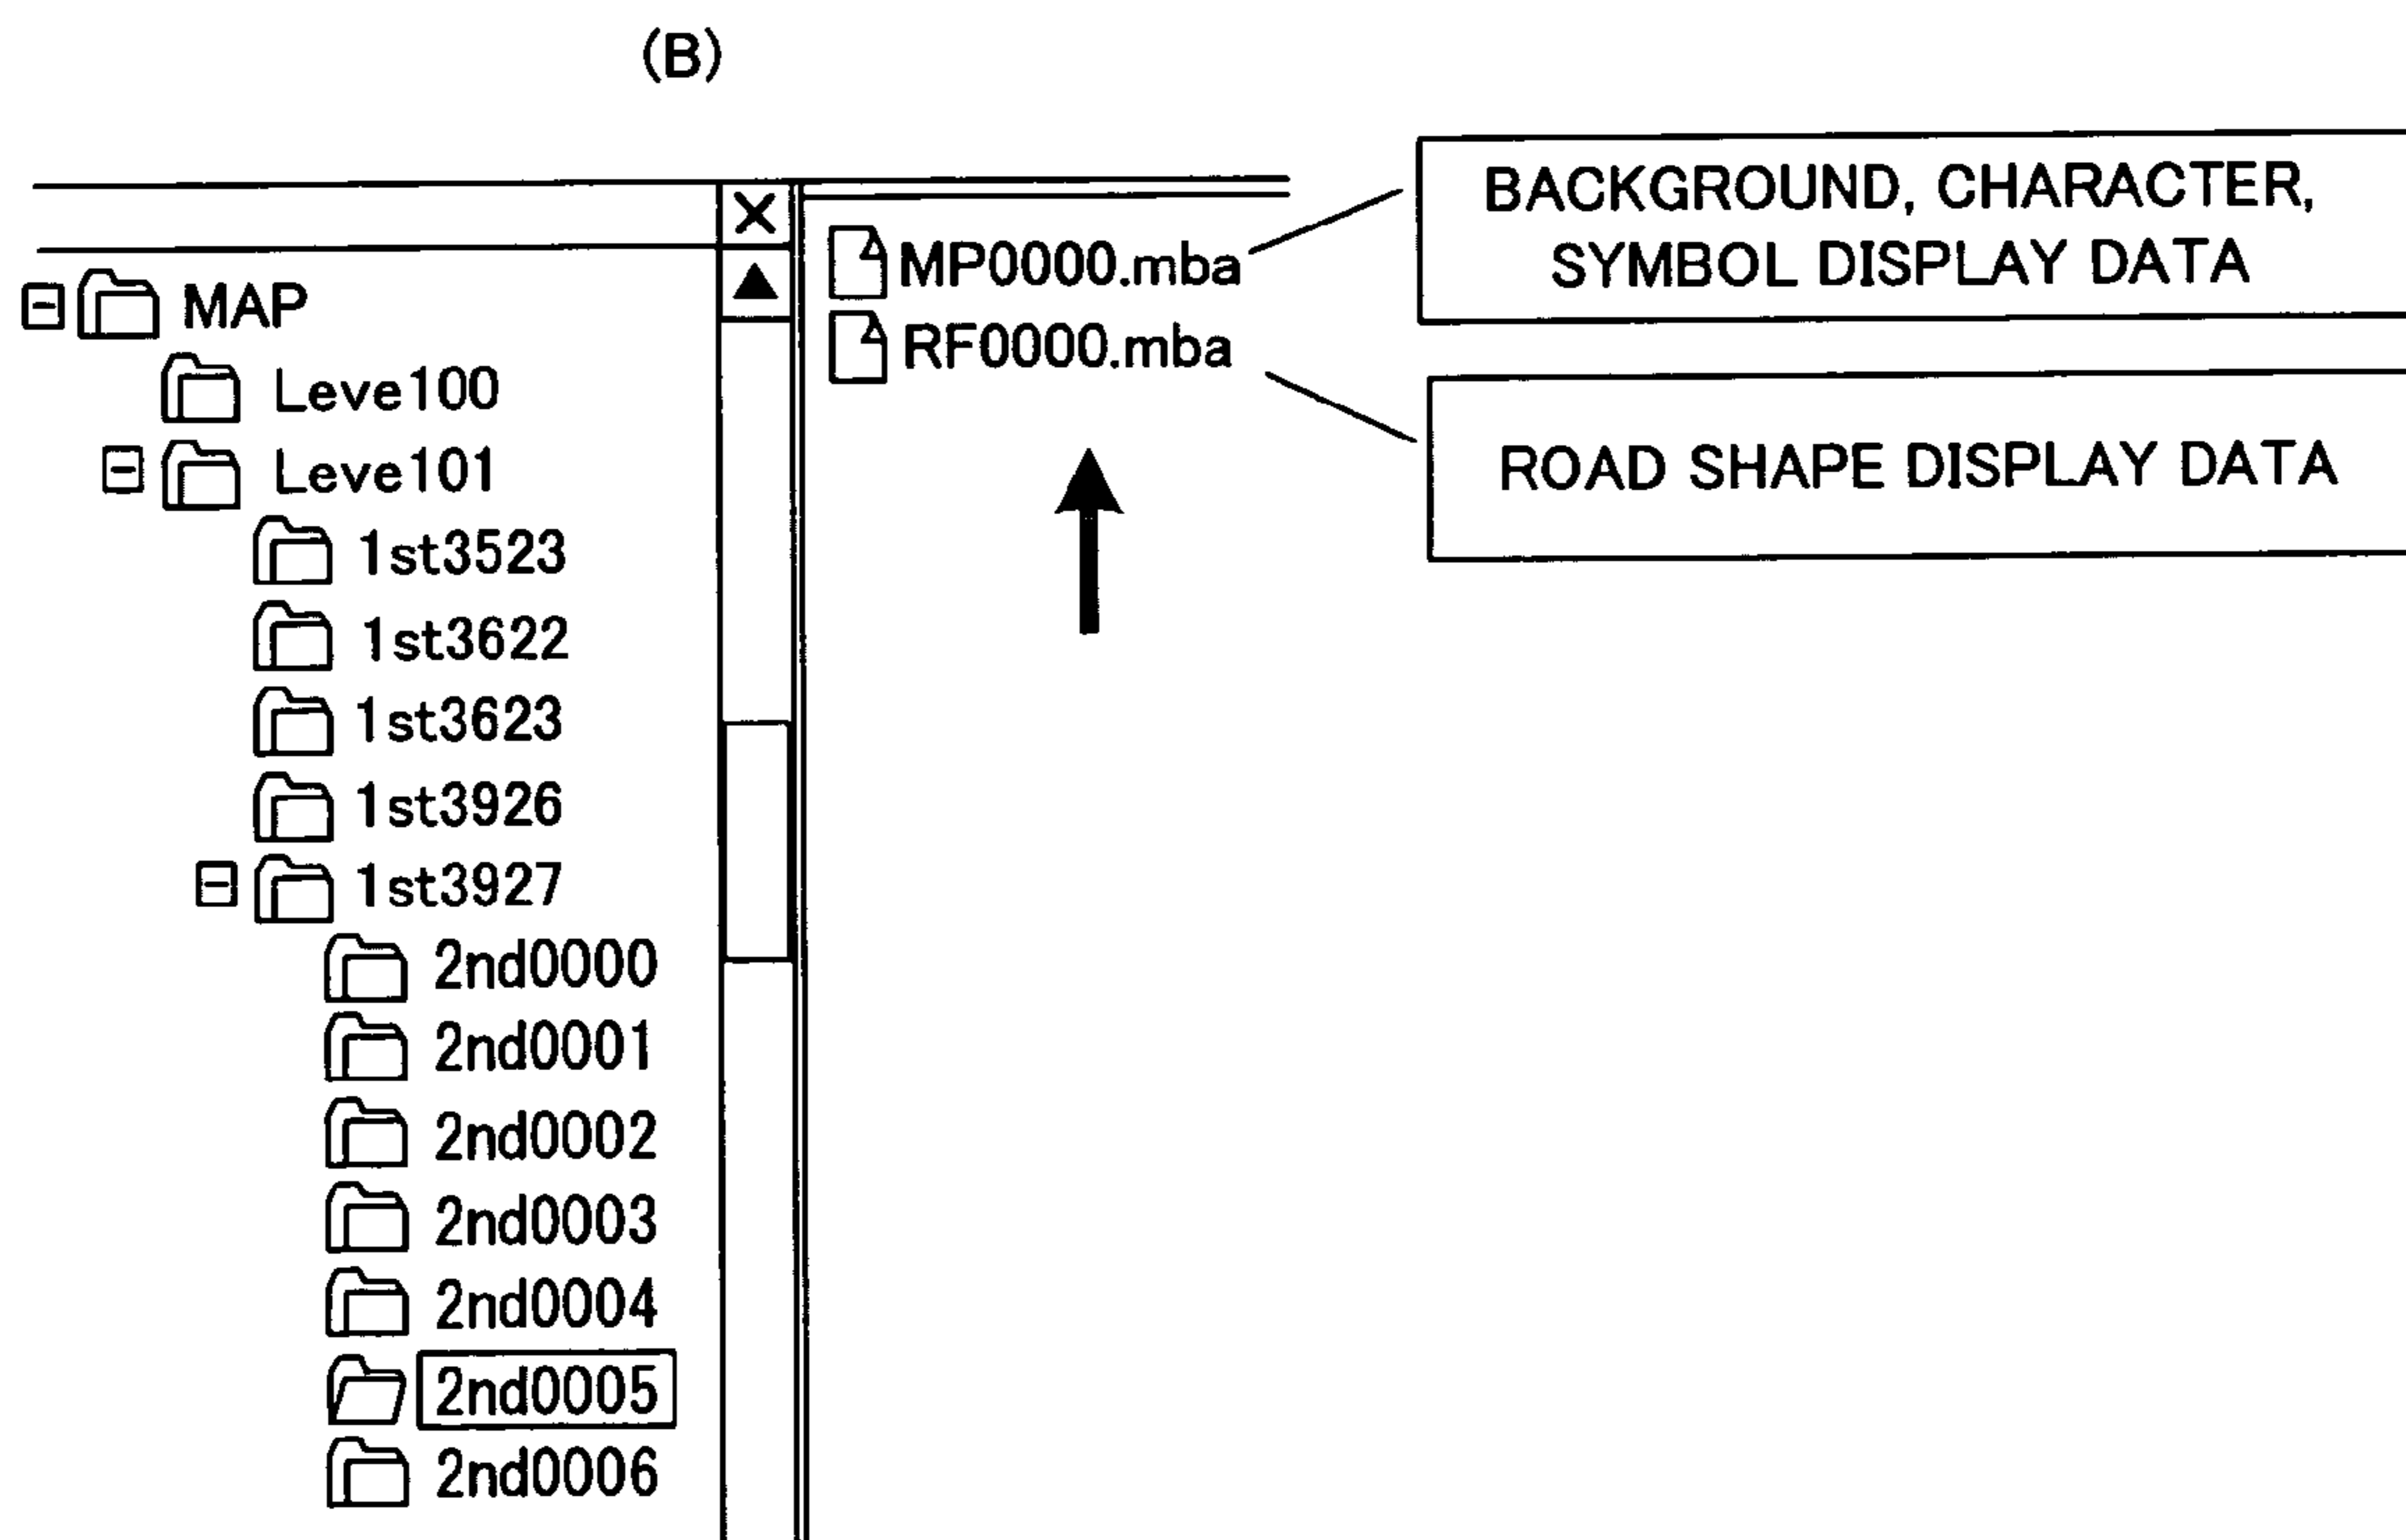 (B)
X
MAP
Leve100
Leve101
1st3523
1st3622
1st3623
1st3926
1st3927
2nd0000
2nd0001
2nd0002
2nd0003
2nd0004
2nd0005
2nd0006
MP0000.mba
RF0000.mba
BACKGROUND, CHARACTER,
SYMBOL DISPLAY DATA
ROAD SHAPE DISPLAY DATA